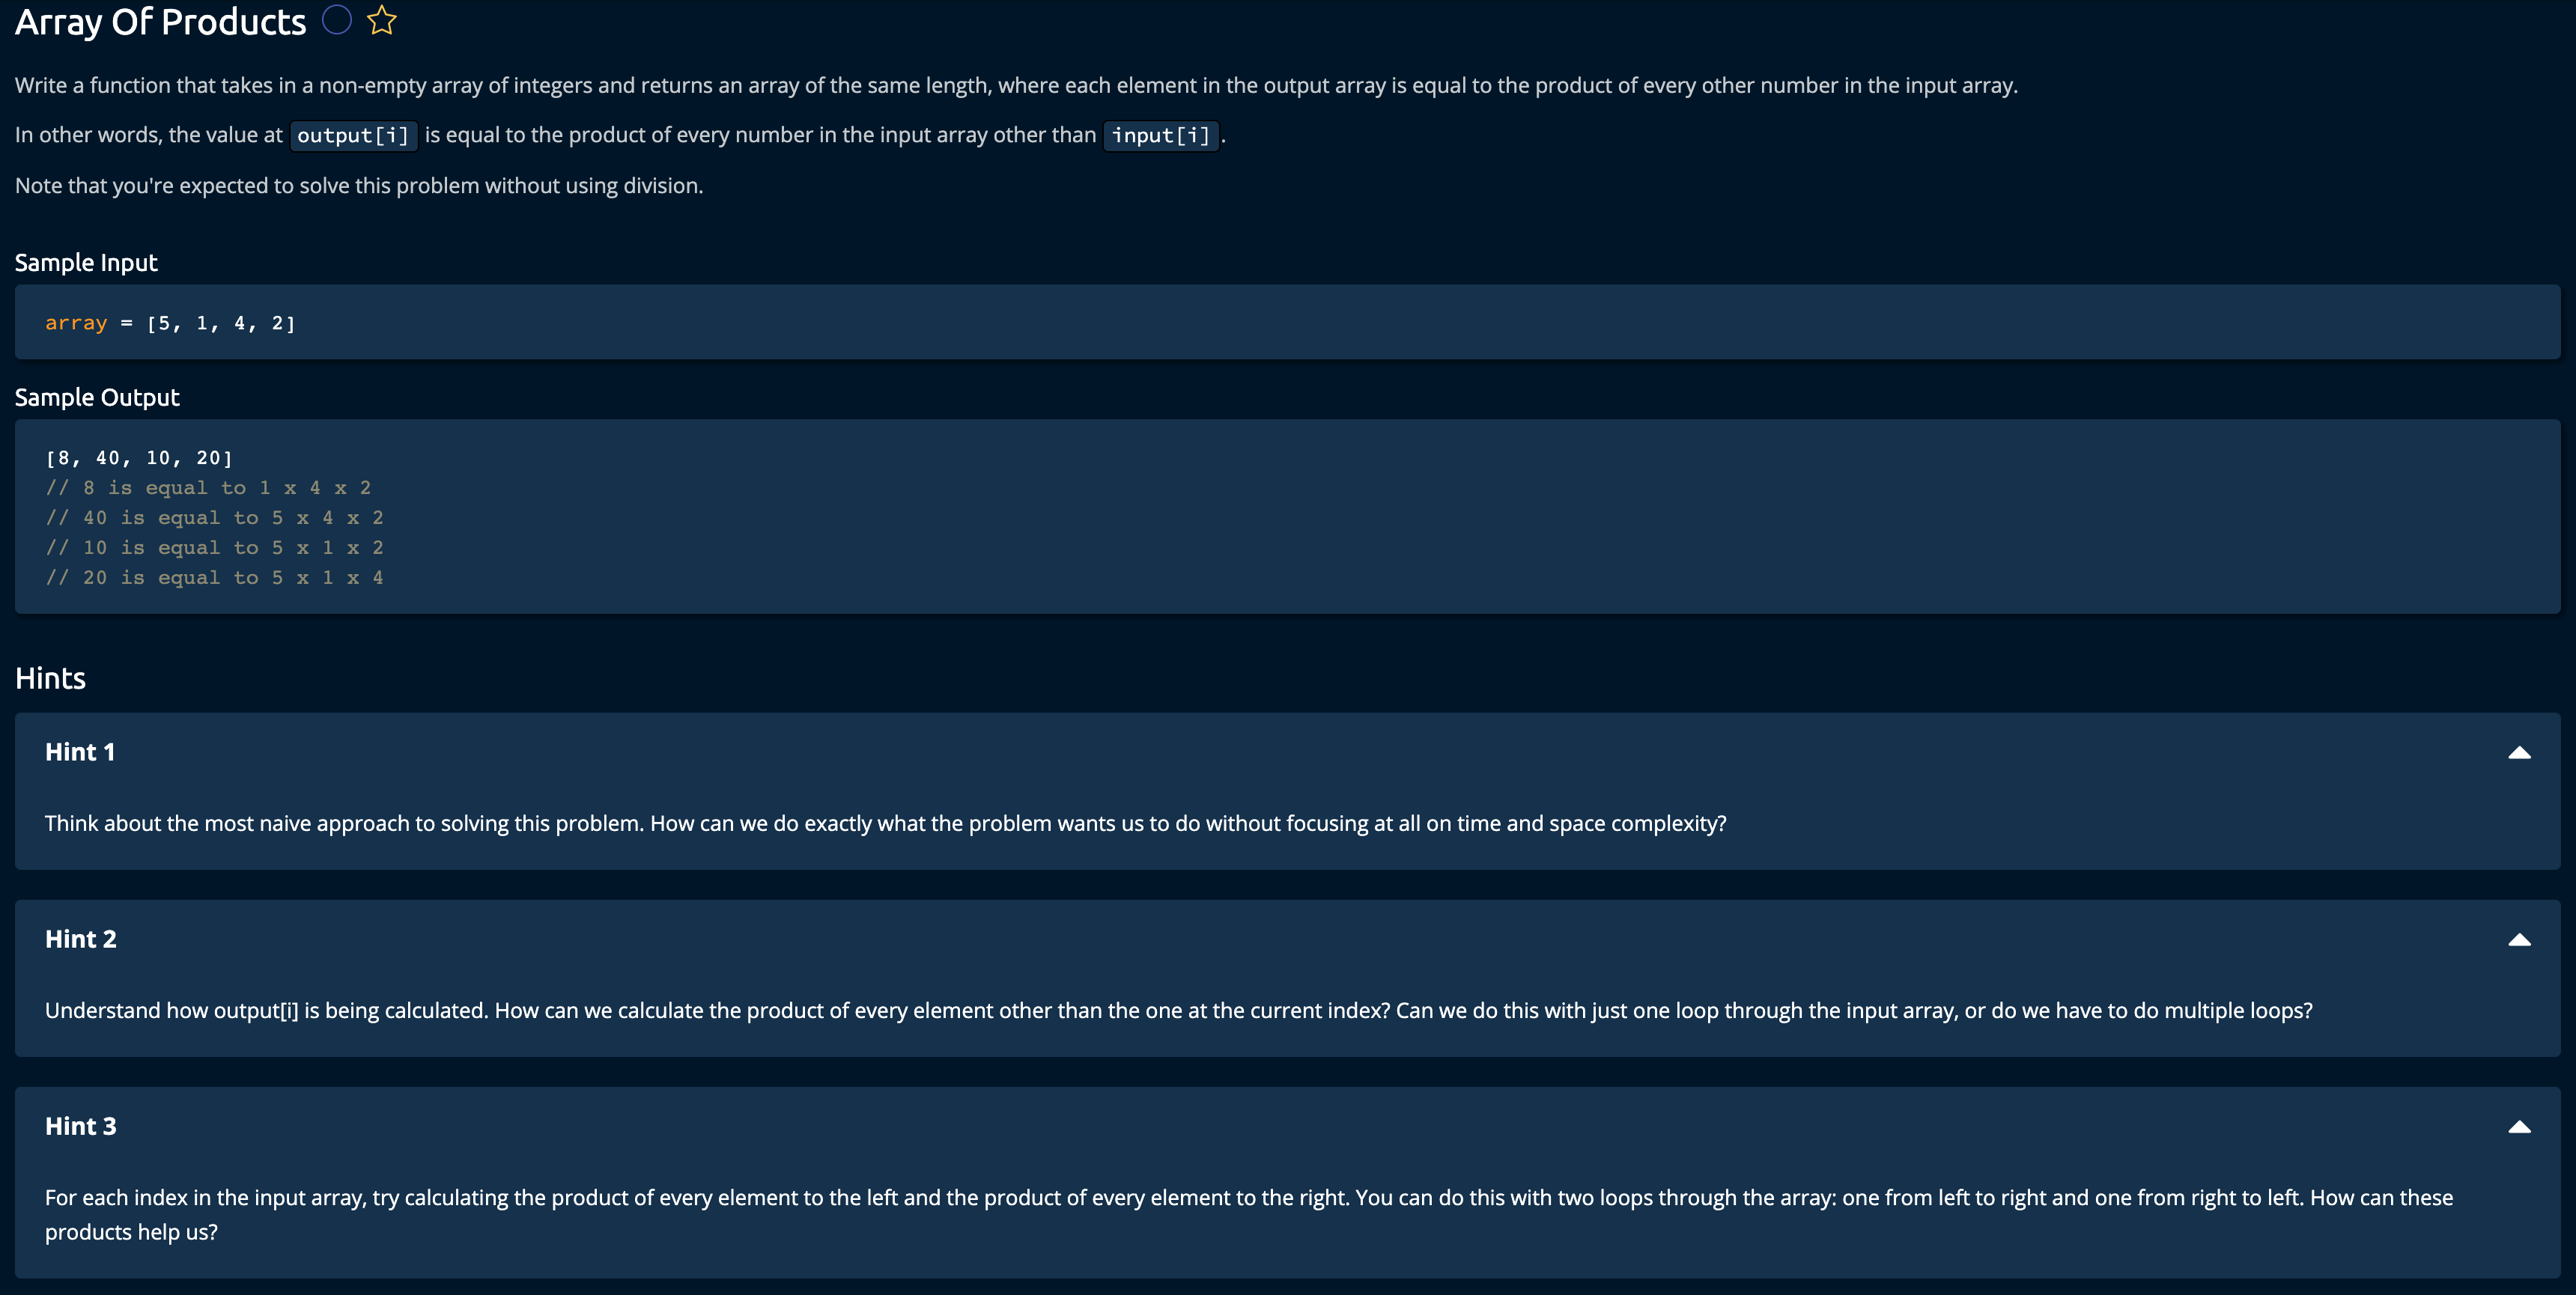 Array Of Products
Write a function that takes in a non-empty array of integers and returns an array of the same length, where each element in the output array is equal to the product of every other number in the input array.
In other words, the value at output[i] is equal to the product of every number in the input array other than input[i] .
Note that you're expected to solve this problem without using division.
Sample Input
array = [5, 1, 4, 2]
Sample Output
[8, 40, 10, 20]
// 8 is equal to 1 x 4 x 2
// 40 is equal to 5 x 4 x 2
// 10 is equal to 5 x 1 x 2
// 20 is equal to 5 x 1 x 4
Hints
Hint 1
Think about the most naive approach to solving this problem. How can we do exactly what the problem wants us to do without focusing at all on time and space complexity?
Hint 2
Understand how output[i] is being calculated. How can we calculate the product of every element other than the one at the current index? Can we do this with just one loop through the input array, or do we have to do multiple loops?
Hint 3
For each index in the input array, try calculating the product of every element to the left and the product of every element to the right. You can do this with two loops through the array: one from left to right and one from right to left. How can these
products help us?